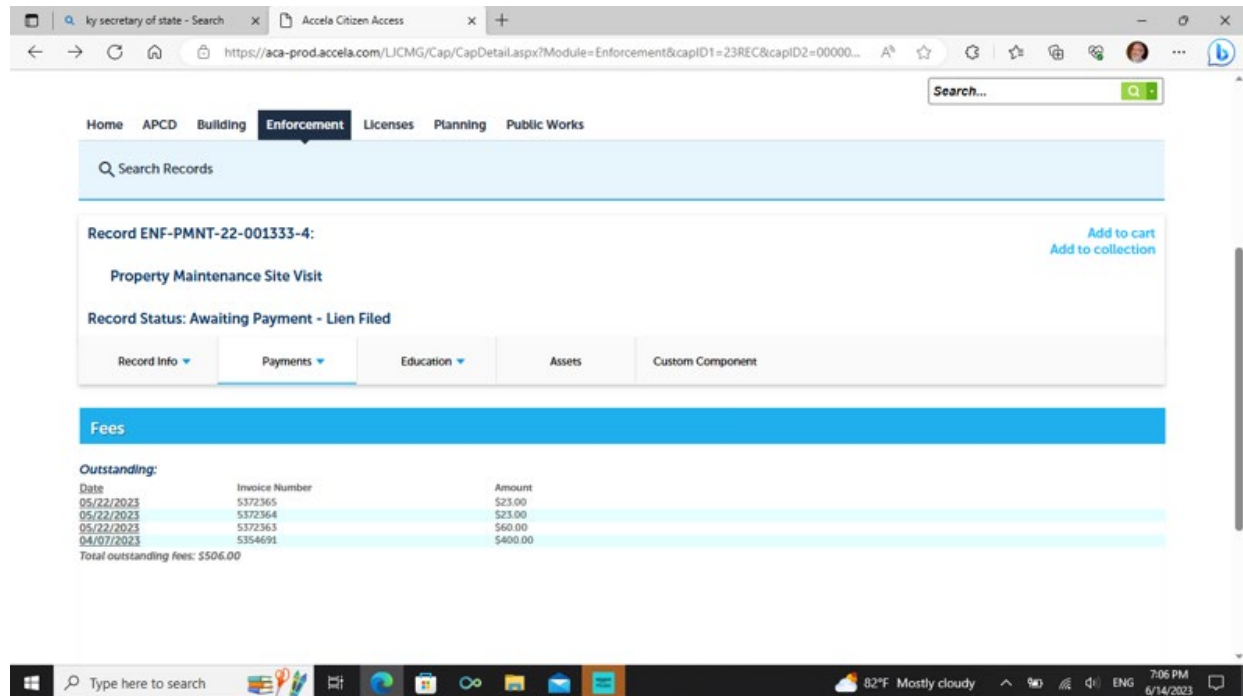 ky secretary of state - Search
Accela Citizen Access
https://aca-prod.accela.com/LJCMG/Cap/CapDetail.aspx?Module=Enforcement&capID1=23REC&capID2=00000...
Search...
Home APCD Building Enforcement Licenses Planning Public Works
Search Records
Record ENF-PMNT-22-001333-4:
Add to cart
Add to collection
Property Maintenance Site Visit
Record Status: Awaiting Payment - Lien Filed
Record Info Payments Education Assets Custom Component
Fees
Outstanding:
Date Invoice Number Amount
05/22/2023 5372365 $23.00
05/22/2023 5372364 $23.00
05/22/2023 5372363 $60.00
04/07/2023 5354691 $400.00
Total outstanding fees: $506.00
Type here to search
82°F Mostly cloudy
ENG
7:06 PM
6/14/2023